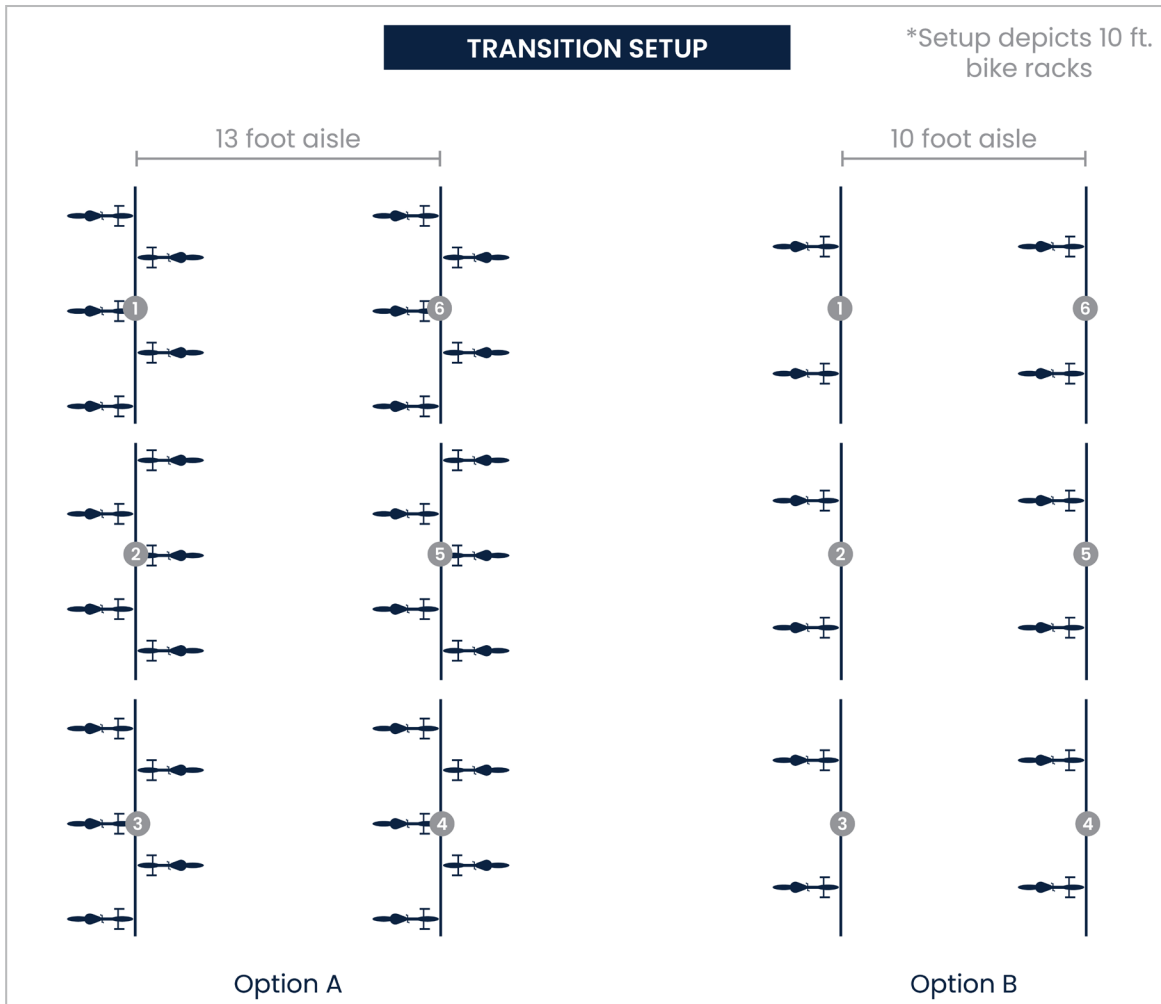 TRANSITION SETUP
*Setup depicts 10 ft.
bike racks
13 foot aisle
10 foot aisle
1
6
1
6
2
5
2
5
3
4
3
4
Option A
Option B